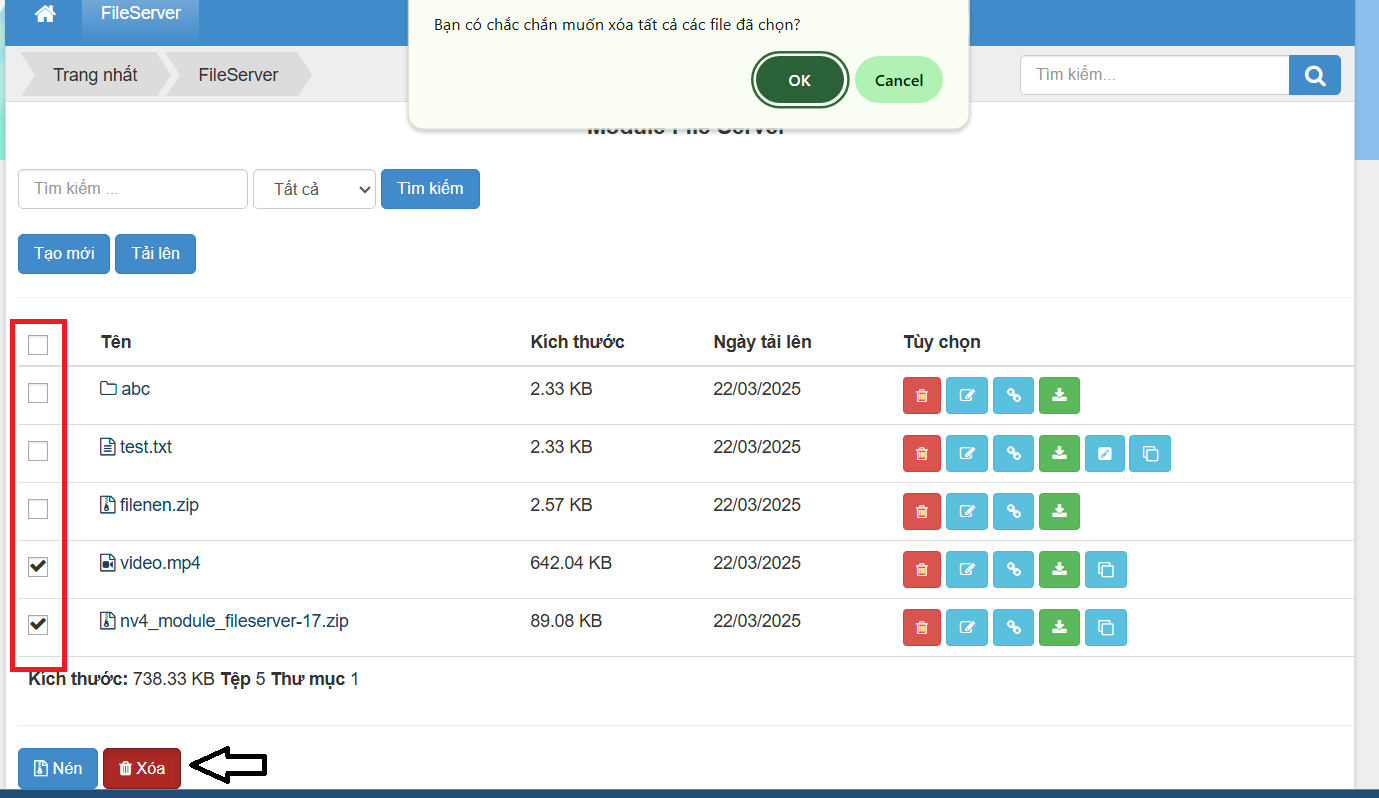 FileServer
Bạn có chắc chắn muốn xóa tất cả các file đã chọn?
OK Cancel
Trang nhất FileServer Tìm kiếm...
Module File Server
Tìm kiếm ... Tất cả Tìm kiếm
Tạo mới Tải lên
Tên Kích thước Ngày tải lên Tùy chọn
abc 2.33 KB 22/03/2025
test.txt 2.33 KB 22/03/2025
filenen.zip 2.57 KB 22/03/2025
video.mp4 642.04 KB 22/03/2025
nv4_module_fileserver-17.zip 89.08 KB 22/03/2025
Kích thước: 738.33 KB Tệp 5 Thư mục 1
Nén Xóa